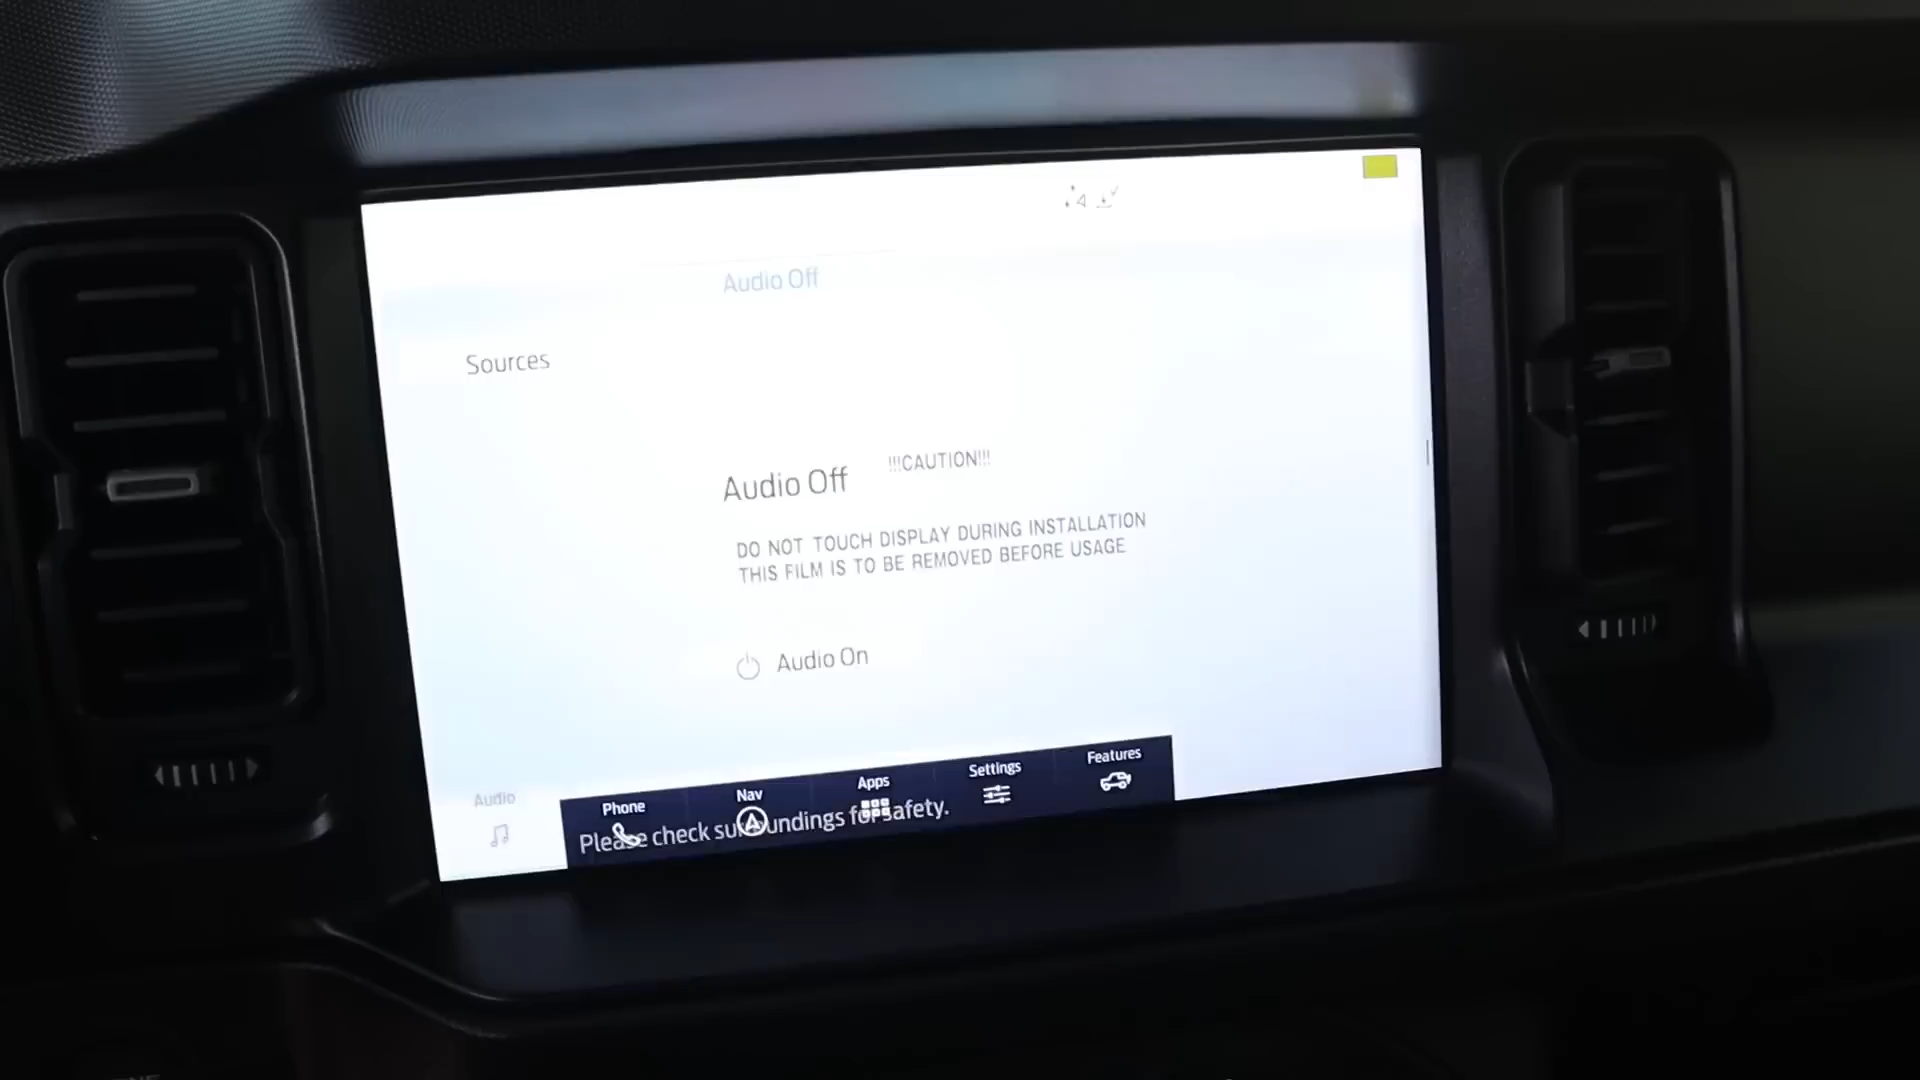 Audio Off
Sources
!!!CAUTION!!!
Audio Off
DO NOT TOUCH DISPLAY DURING INSTALLATION
THIS FILM IS TO BE REMOVED BEFORE USAGE
Audio On
Audio
Phone
Nav
Apps
Settings
Features
Please check surroundings for safety.